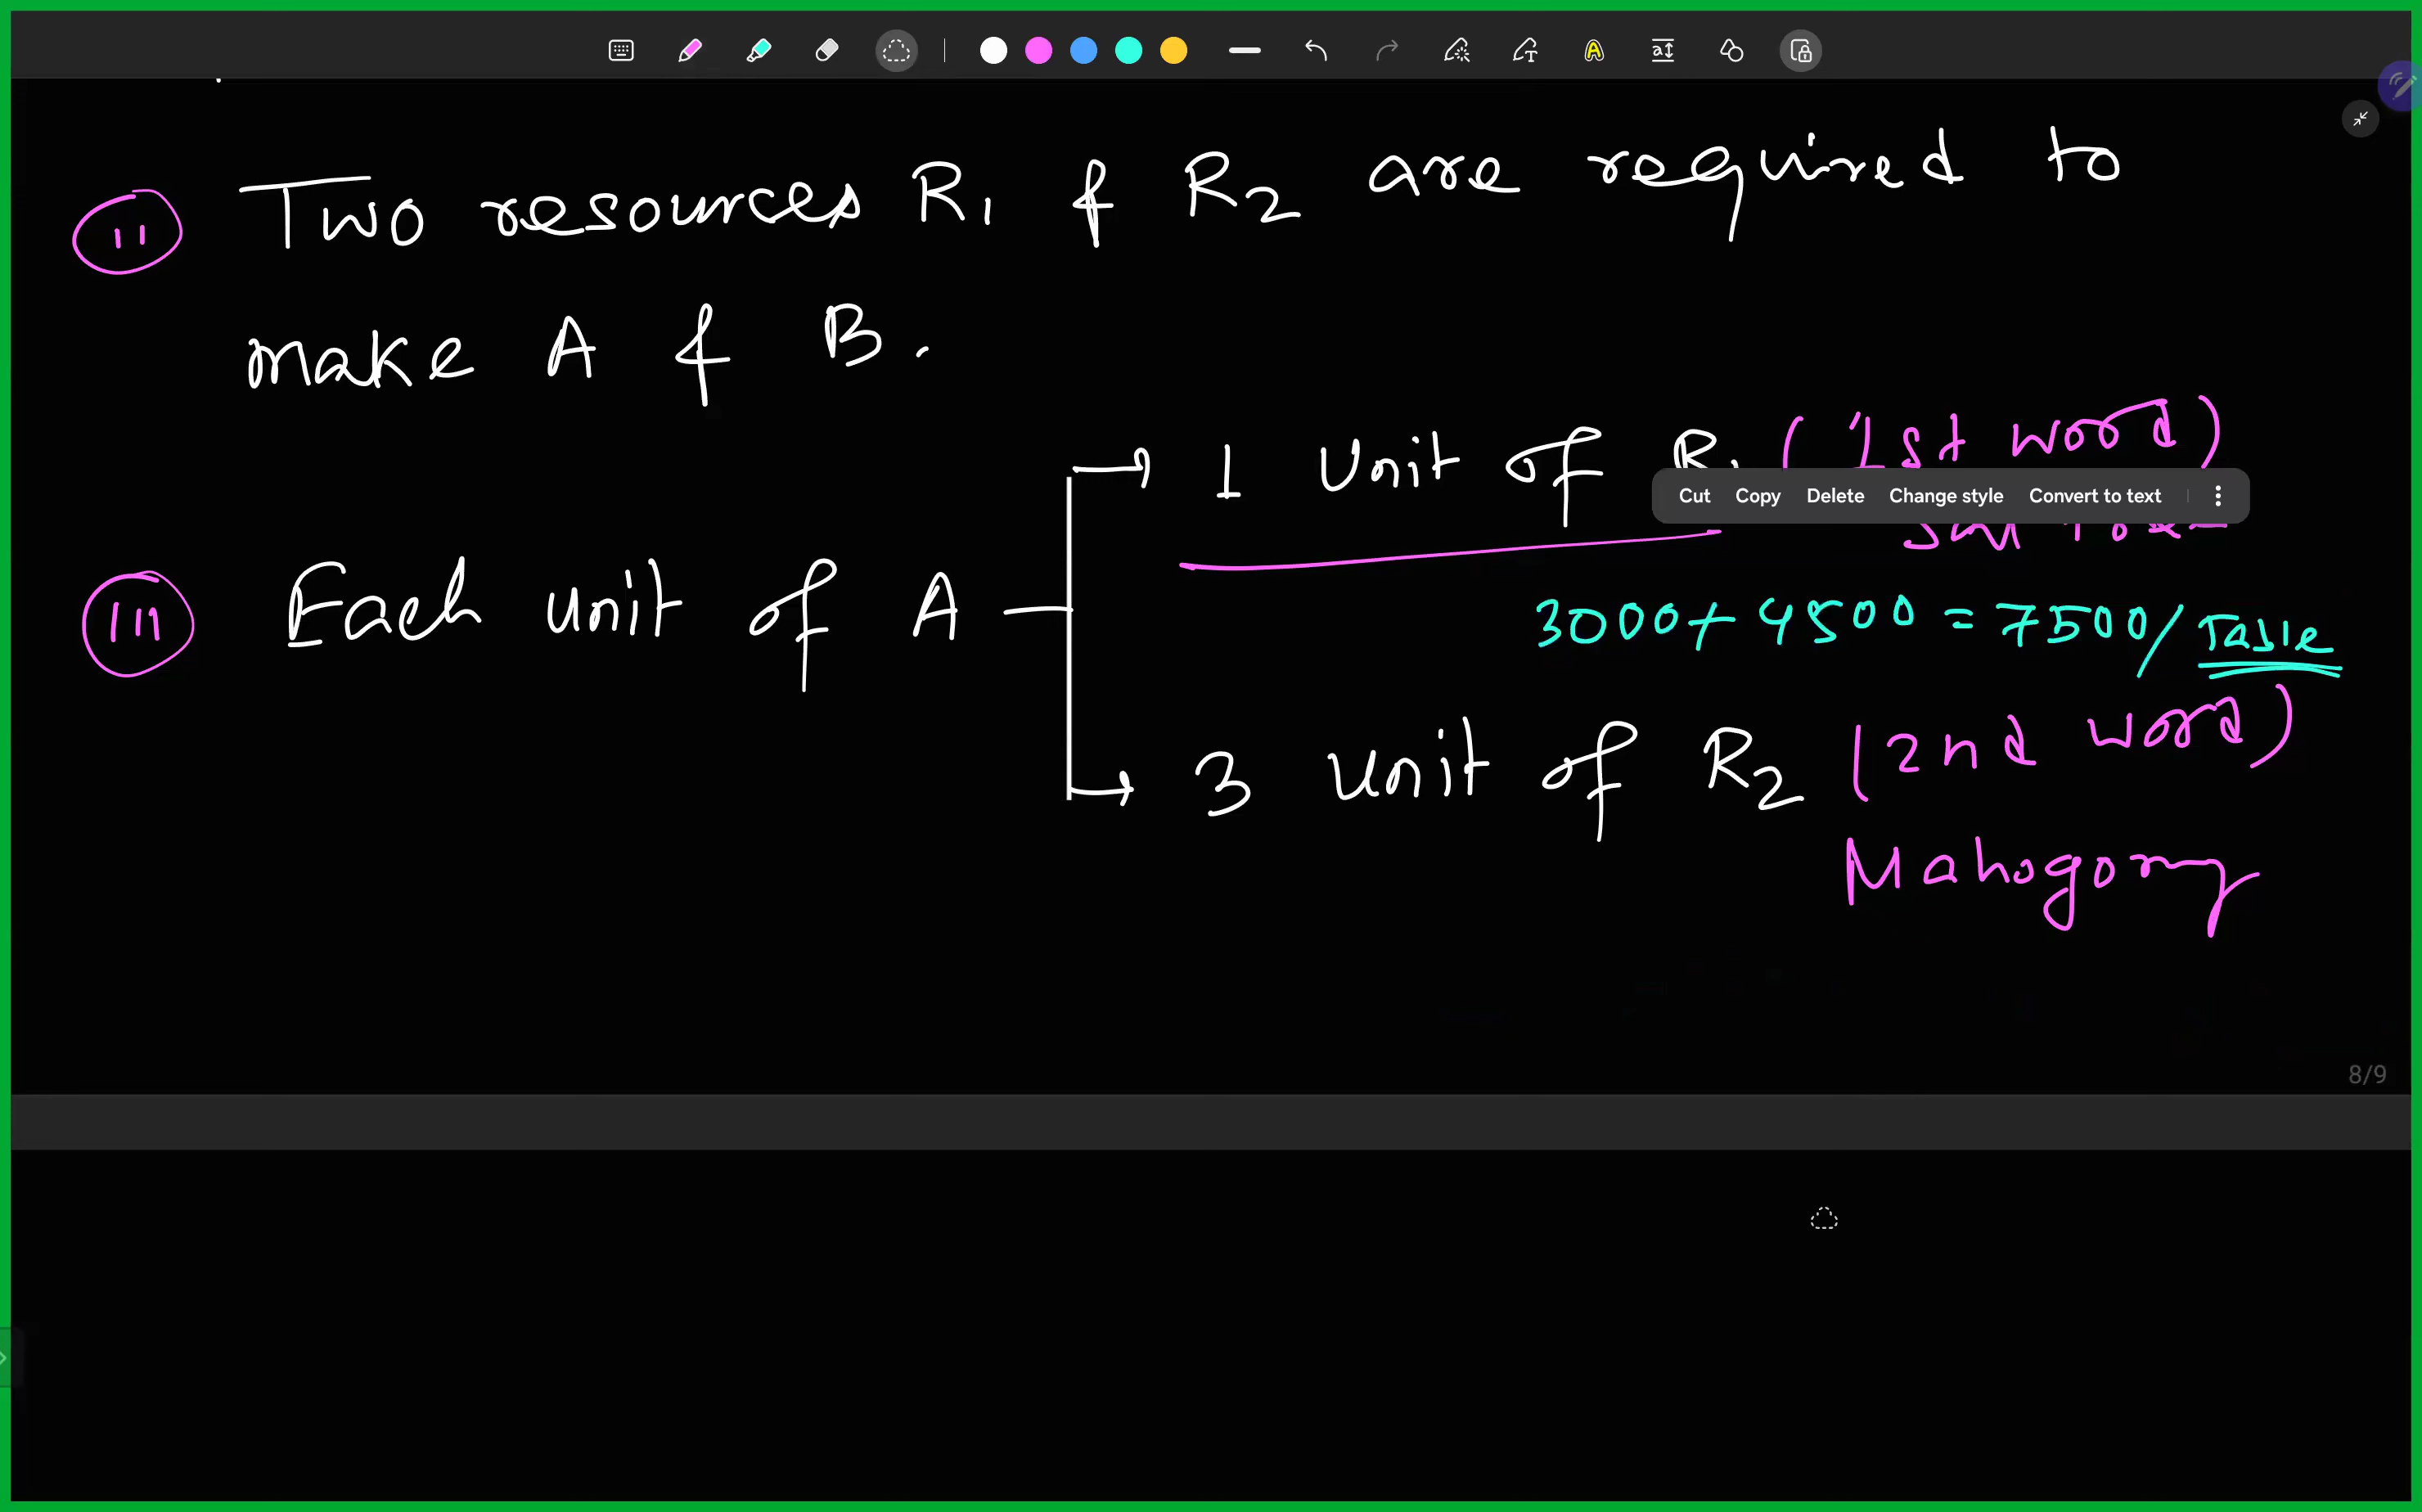 Cut Copy Delete Change style Convert to text
11 Two resources R1 & R2 are required to
make A & B.
1 Unit of R1 (1st wood)
111 Each unit of A
3000 + 4500 = 7500/Table
3 Unit of R2 (2nd wood)
Mahogony
8/9